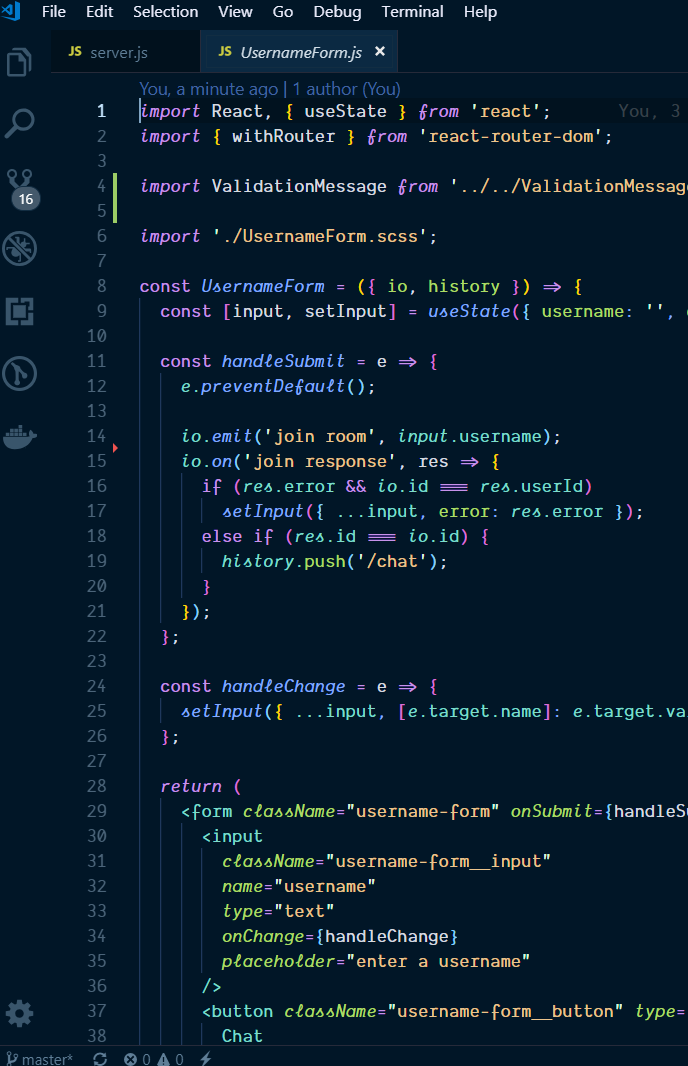 File Edit Selection View Go Debug Terminal Help
JS server.js JS UsernameForm.js ×
You, a minute ago | 1 author (You)
1 import React, { useState } from 'react'; You, 3
2 import { withRouter } from 'react-router-dom';
3
4 import ValidationMessage from '../../ValidationMessag
5
6 import './UsernameForm.scss';
7
8 const UsernameForm = ({ io, history }) => {
9 const [input, setInput] = useState({ username: '',
10
11 const handleSubmit = e => {
12 e.preventDefault();
13
14 io.emit('join room', input.username);
15 io.on('join response', res => {
16 if (res.error && io.id === res.userId)
17 setInput({ ...input, error: res.error });
18 else if (res.id === io.id) {
19 history.push('/chat');
20 }
21 });
22 };
23
24 const handleChange = e => {
25 setInput({ ...input, [e.target.name]: e.target.va
26 };
27
28 return (
29 <form className="username-form" onSubmit={handleSu
30 <input
31 className="username-form__input"
32 name="username"
33 type="text"
34 onChange={handleChange}
35 placeholder="enter a username"
36 />
37 <button className="username-form__button" type=
38 Chat
16
master* 0 0